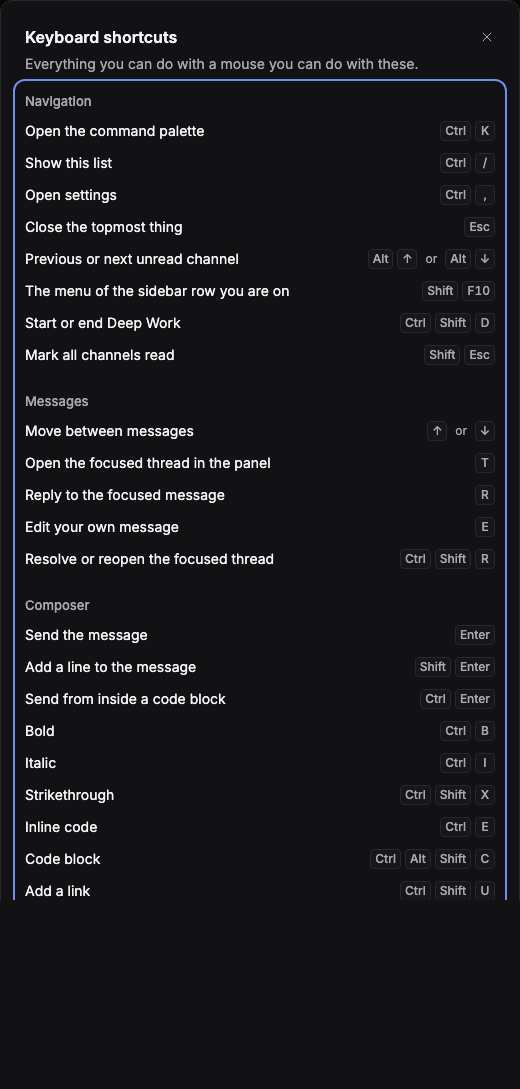 Keyboard shortcuts
Everything you can do with a mouse you can do with these.
Navigation
Open the command palette Ctrl K
Show this list Ctrl /
Open settings Ctrl ,
Close the topmost thing Esc
Previous or next unread channel Alt ↑ or Alt ↓
The menu of the sidebar row you are on Shift F10
Start or end Deep Work Ctrl Shift D
Mark all channels read Shift Esc
Messages
Move between messages ↑ or ↓
Open the focused thread in the panel T
Reply to the focused message R
Edit your own message E
Resolve or reopen the focused thread Ctrl Shift R
Composer
Send the message Enter
Add a line to the message Shift Enter
Send from inside a code block Ctrl Enter
Bold Ctrl B
Italic Ctrl I
Strikethrough Ctrl Shift X
Inline code Ctrl E
Code block Ctrl Alt Shift C
Add a link Ctrl Shift U